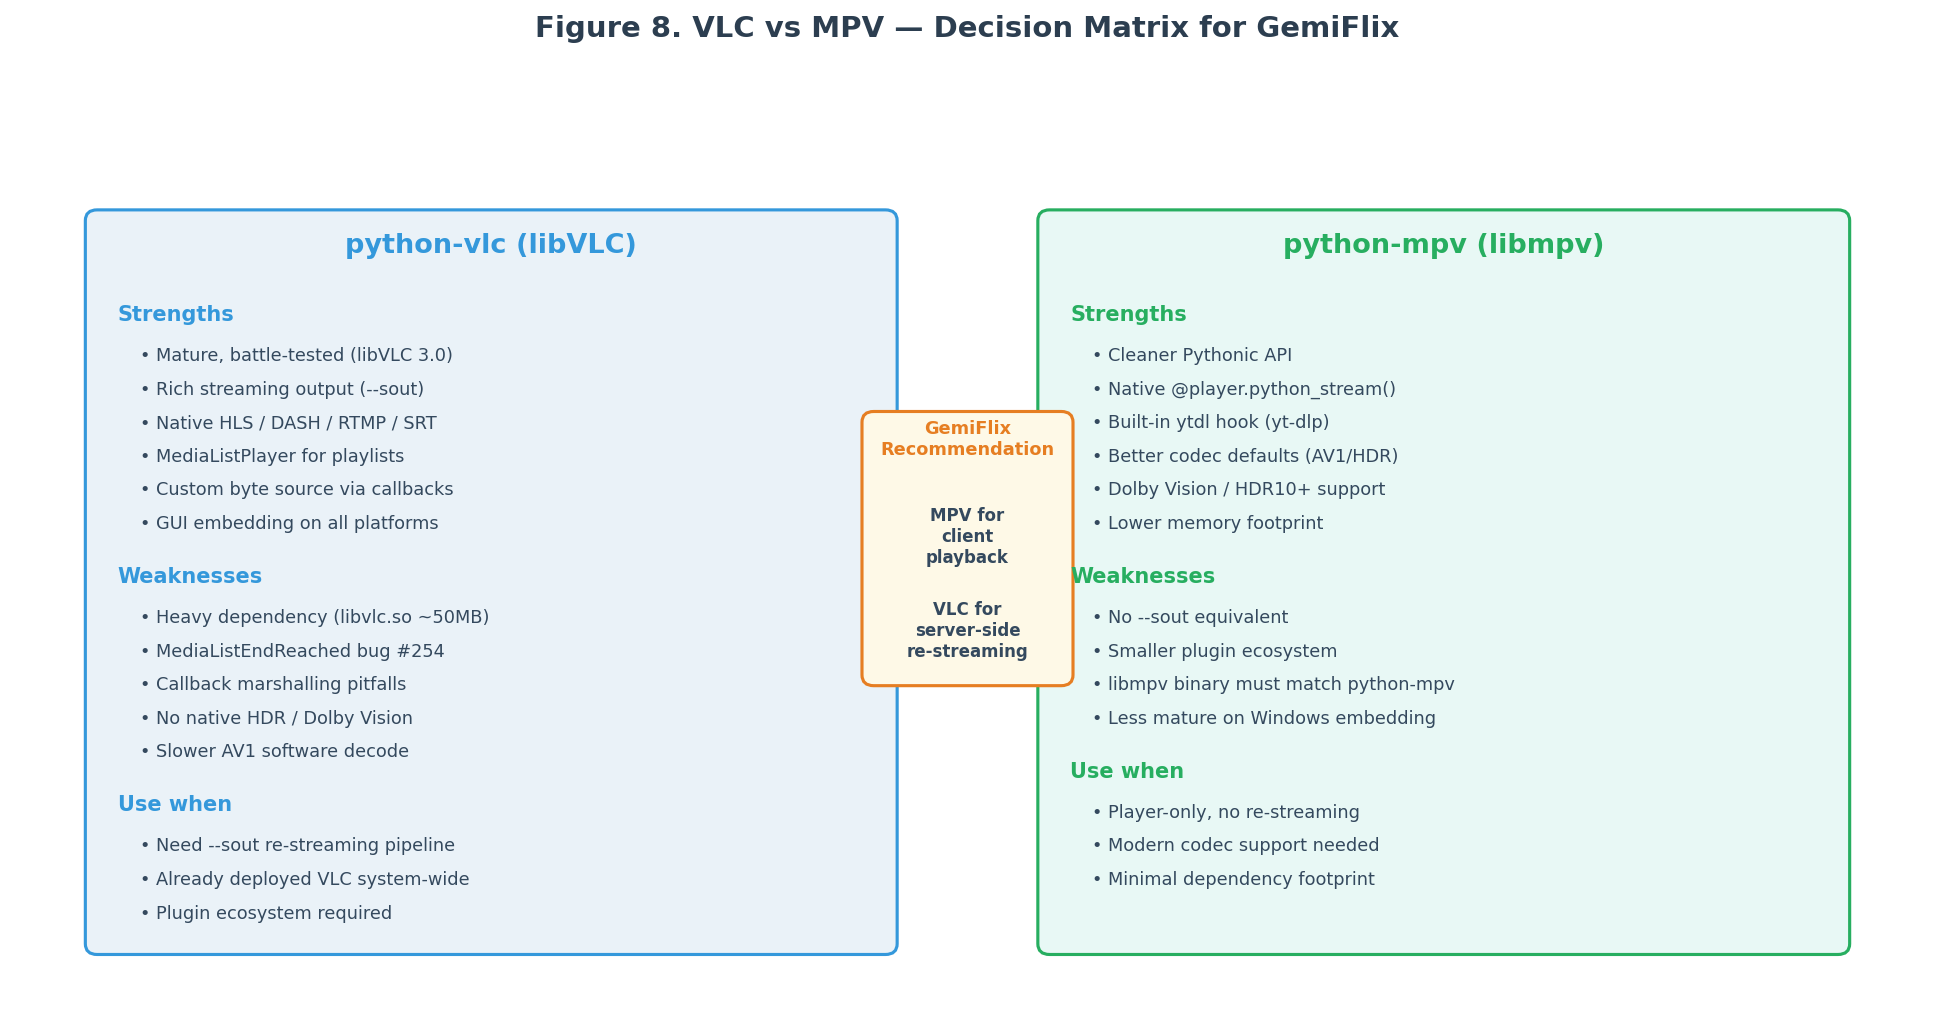 Figure 8. VLC vs MPV — Decision Matrix for GemiFlix
python-vlc (libVLC)
Strengths
• Mature, battle-tested (libVLC 3.0)
• Rich streaming output (--sout)
• Native HLS / DASH / RTMP / SRT
• MediaListPlayer for playlists
• Custom byte source via callbacks
• GUI embedding on all platforms
Weaknesses
• Heavy dependency (libvlc.so ~50MB)
• MediaListEndReached bug #254
• Callback marshalling pitfalls
• No native HDR / Dolby Vision
• Slower AV1 software decode
Use when
• Need --sout re-streaming pipeline
• Already deployed VLC system-wide
• Plugin ecosystem required
GemiFlix
Recommendation
MPV for
client
playback
VLC for
server-side
re-streaming
python-mpv (libmpv)
Strengths
• Cleaner Pythonic API
• Native @player.python_stream()
• Built-in ytdl hook (yt-dlp)
• Better codec defaults (AV1/HDR)
• Dolby Vision / HDR10+ support
• Lower memory footprint
Weaknesses
• No --sout equivalent
• Smaller plugin ecosystem
• libmpv binary must match python-mpv
• Less mature on Windows embedding
Use when
• Player-only, no re-streaming
• Modern codec support needed
• Minimal dependency footprint